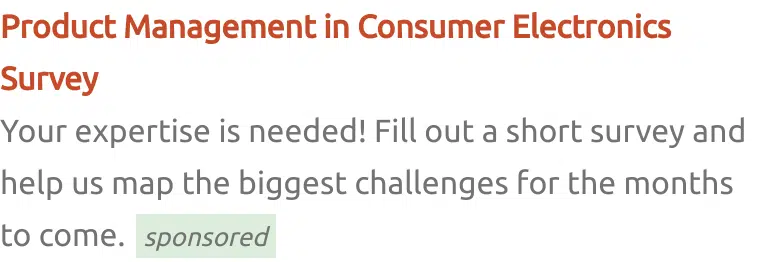 Product Management in Consumer Electronics
Survey
Your expertise is needed! Fill out a short survey and
help us map the biggest challenges for the months
to come. sponsored